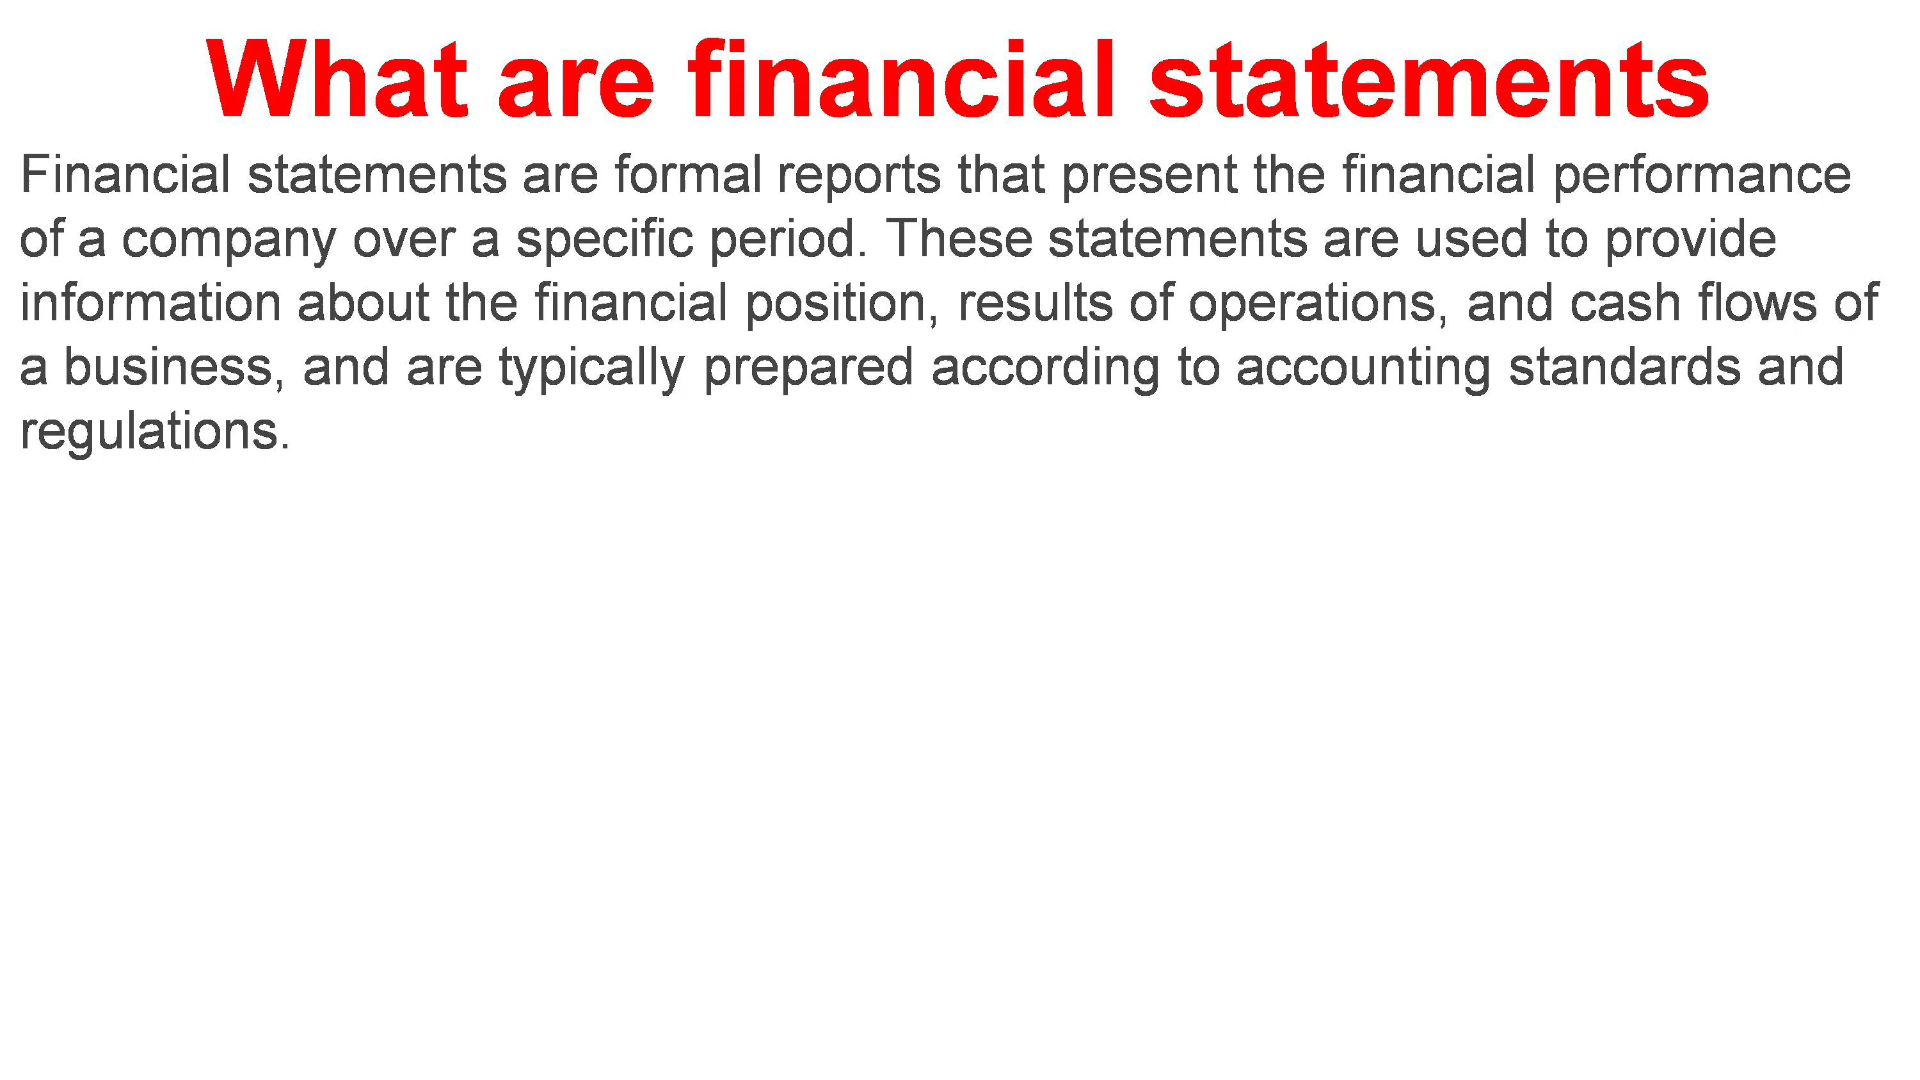 What are financial statements
Financial statements are formal reports that present the financial performance
of a company over a specific period. These statements are used to provide
information about the financial position, results of operations, and cash flows of
a business, and are typically prepared according to accounting standards and
regulations.